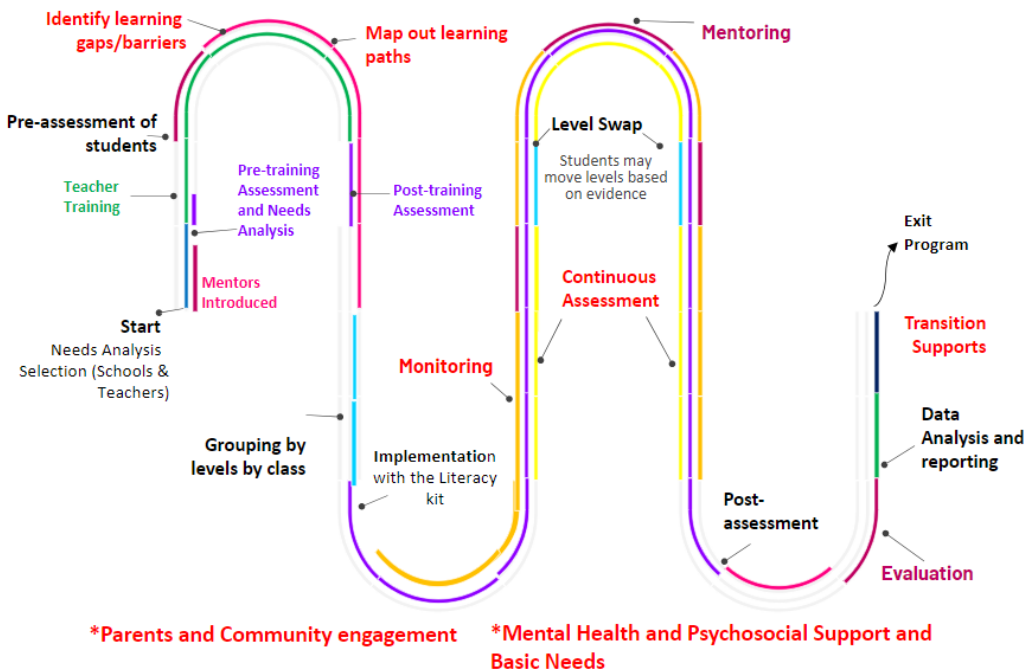 Identify learning
gaps/barriers
Map out learning
paths
Mentoring
Pre-assessment of
students
Level Swap
Students may
move levels based
on evidence
Teacher
Training
Pre-training
Assessment
and Needs
Analysis
Post-training
Assessment
Exit
Program
Mentors
Introduced
Continuous
Assessment
Start
Needs Analysis
Selection (Schools &
Teachers)
Transition
Supports
Monitoring
Data
Analysis and
reporting
Grouping by
levels by class
Implementation
with the Literacy
kit
Post-
assessment
Evaluation
*Parents and Community engagement
*Mental Health and Psychosocial Support and
Basic Needs